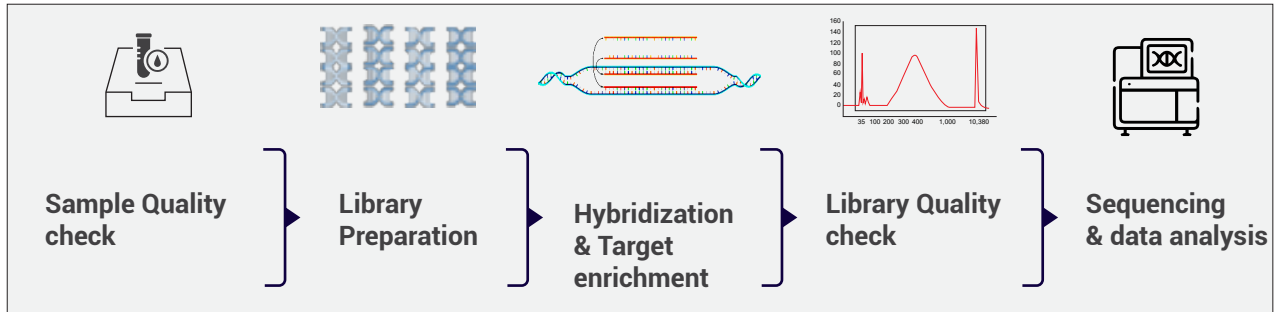 160
140
120
100
80
60
40
20
0
35 100 200 300 400 1,000 10,380
Sample Quality
check
Library
Preparation
Hybridization
& Target
enrichment
Library Quality
check
Sequencing
& data analysis